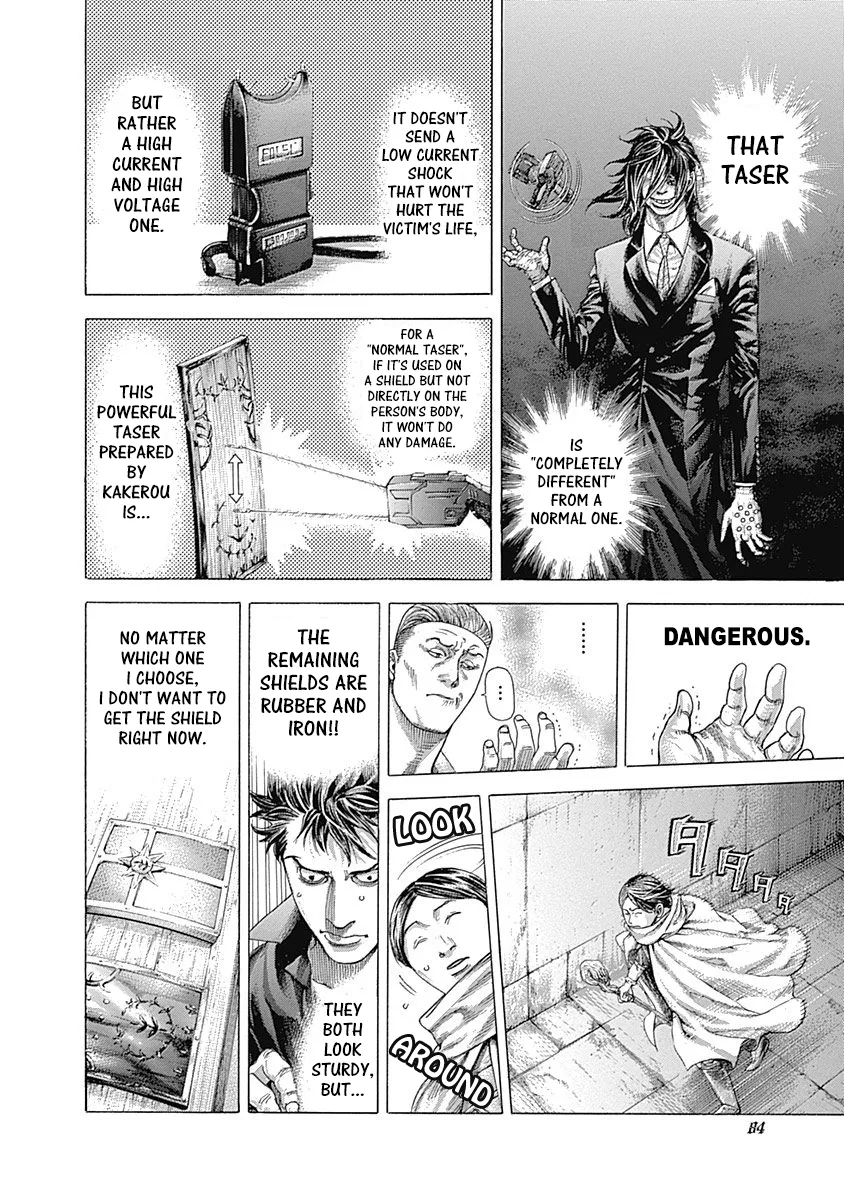 THAT
TASER
IS
"COMPLETELY
DIFFERENT"
FROM A
NORMAL ONE.
IT DOESN'T
SEND A
LOW CURRENT
SHOCK
THAT WON'T
HURT THE
VICTIM'S LIFE,
BUT
RATHER
A HIGH
CURRENT
AND HIGH
VOLTAGE
ONE.
FOR A
"NORMAL TASER",
IF IT'S USED ON
A SHIELD BUT NOT
DIRECTLY ON THE
PERSON'S BODY,
IT WON'T DO
ANY DAMAGE.
THIS
POWERFUL
TASER
PREPARED
BY
KAKEROU
IS...
DANGEROUS.
......
...
THE
REMAINING
SHIELDS ARE
RUBBER AND
IRON!!
NO MATTER
WHICH ONE
I CHOOSE,
I DON'T WANT TO
GET THE SHIELD
RIGHT NOW.
LOOK
AROUND
THEY
BOTH
LOOK
STURDY,
BUT...